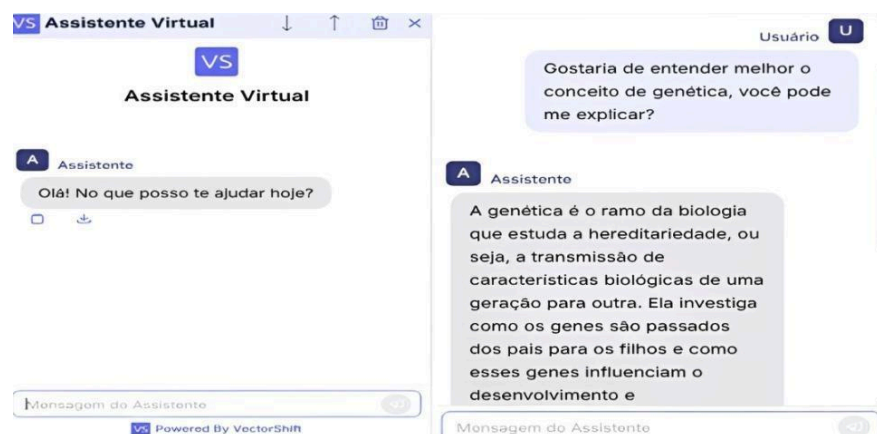 VS Assistente Virtual
VS
Assistente Virtual
A Assistente
Olá! No que posso te ajudar hoje?
Mensagem do Assistente
VS Powered By VectorShift
Usuário U
Gostaria de entender melhor o
conceito de genética, você pode
me explicar?
A Assistente
A genética é o ramo da biologia
que estuda a hereditariedade, ou
seja, a transmissão de
características biológicas de uma
geração para outra. Ela investiga
como os genes são passados
dos pais para os filhos e como
esses genes influenciam o
desenvolvimento e
Mensagem do Assistente